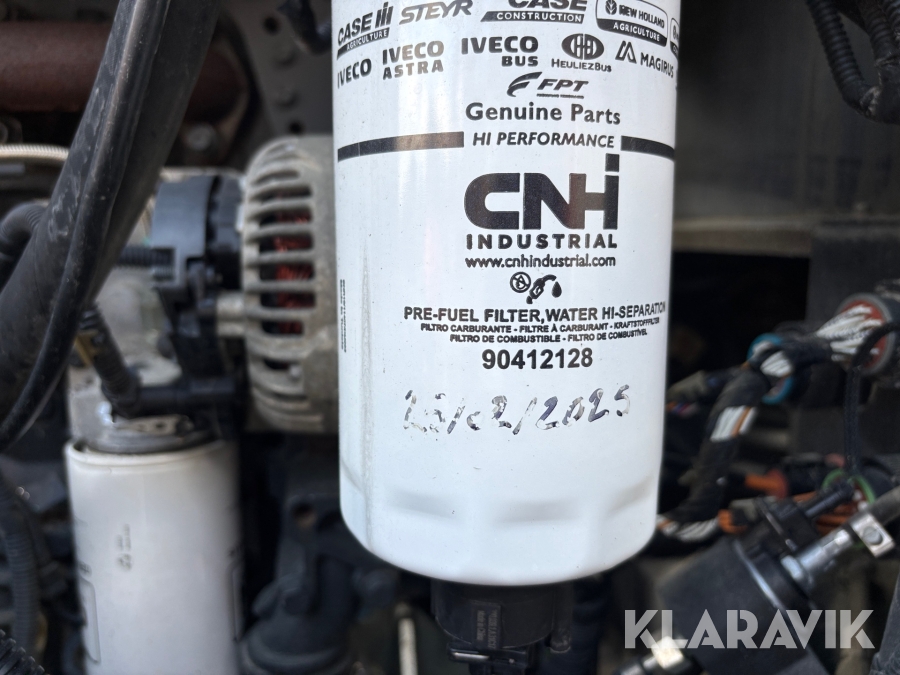 CASE IH STEYR CASE NEW HOLLAND
AGRICULTURE CONSTRUCTION AGRICULTURE
IVECO IVECO ASTRA IVECO BUS HEULIEZBUS MAGIRUS
FPT
Genuine Parts
HI PERFORMANCE
CNH
INDUSTRIAL
www.cnhindustrial.com
PRE-FUEL FILTER,WATER HI-SEPARATION
FILTRO CARBURANTE - FILTRE À CARBURANT - KRAFTSTOFFFILTER
FILTRO DE COMBUSTIBLE - FILTRO DE COMBUSTÍVEL
90412128
/2025
KLARAVIK